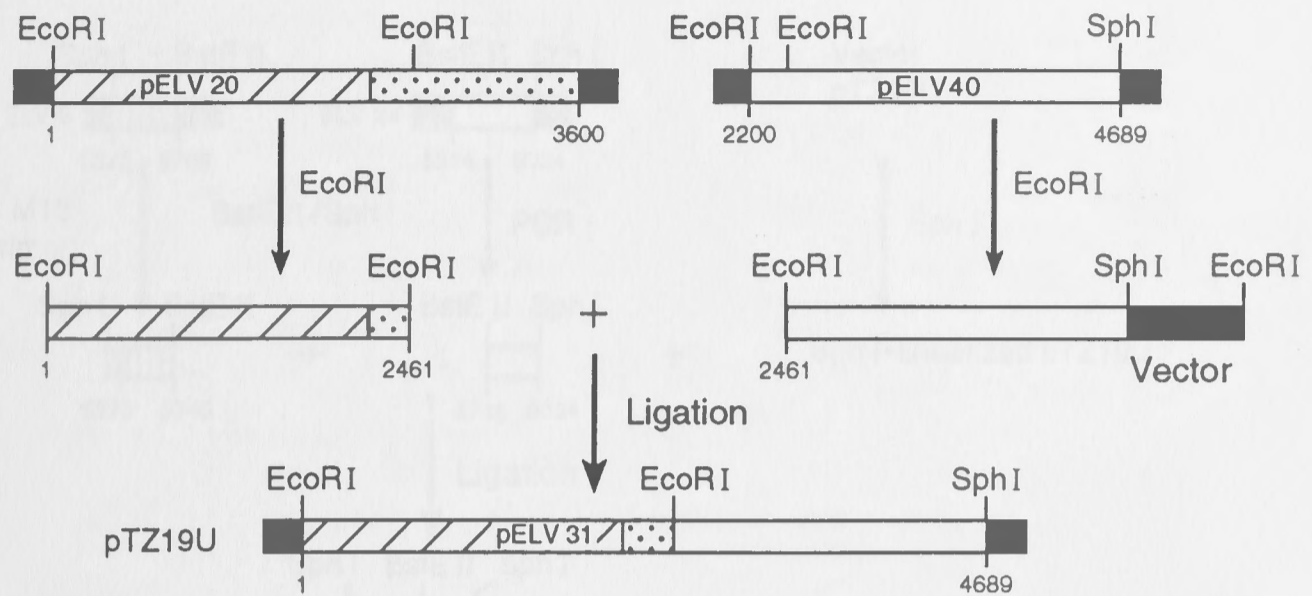 EcoRI EcoRI EcoRI EcoRI SphI
pELV 20 pELV40
1 3600 2200 4689
EcoRI EcoRI
EcoRI EcoRI EcoRI SphI EcoRI
+
1 2461 2461 Vector
Ligation
EcoRI EcoRI SphI
pTZ19U pELV 31
1 4689